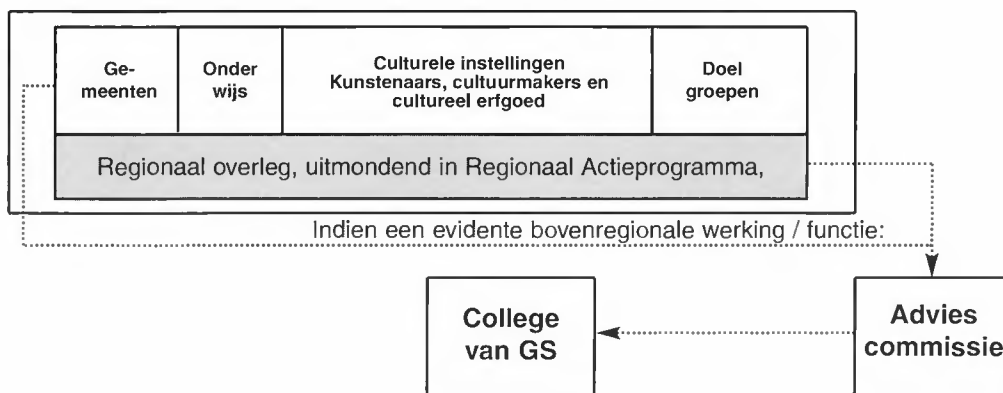 Ge-
meenten
Onder
wijs
Culturele instellingen
Kunstenaars, cultuurmakers en
cultureel erfgoed
Doel
groepen
Regionaal overleg, uitmondend in Regionaal Actieprogramma,
Indien een evidente bovenregionale werking / functie:
College
van GS
Advies
commissie